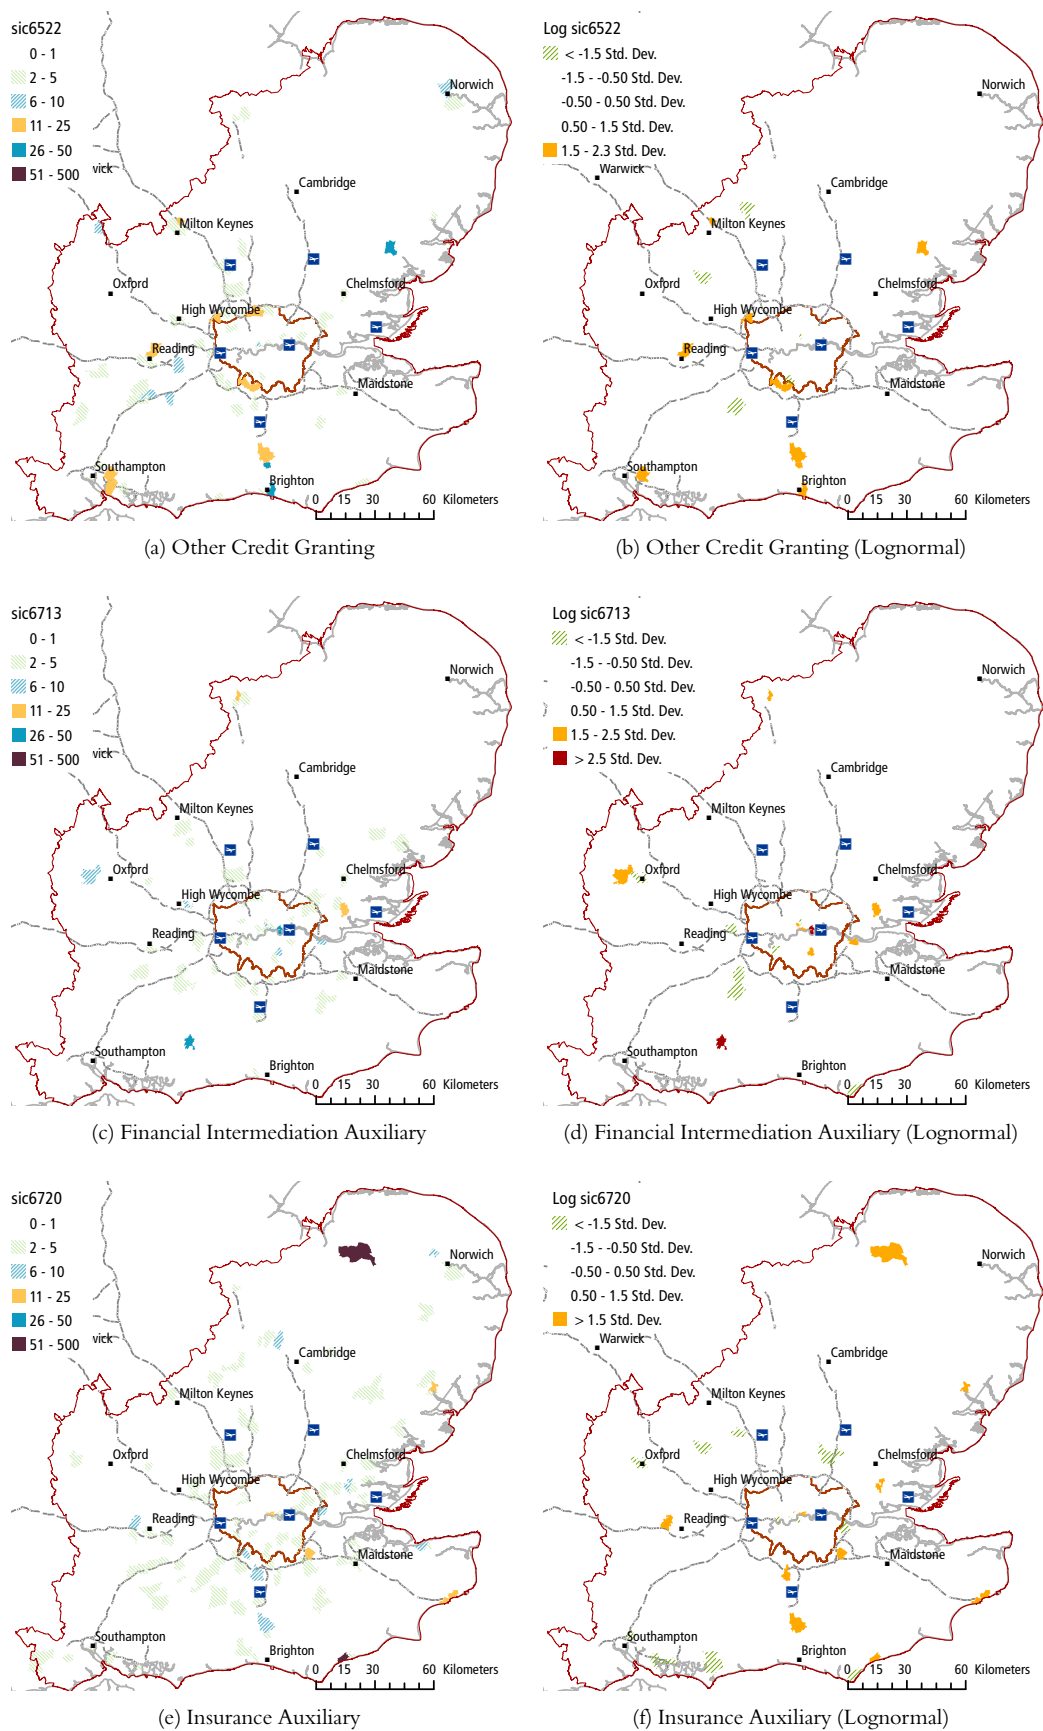 sic6522
0 - 1
2 - 5
6 - 10
11 - 25
26 - 50
51 - 500
wick
Norwich
Cambridge
Milton Keynes
Oxford
Chelmsford
High Wycombe
Reading
Maidstone
Southampton
Brighton
0 15 30 60 Kilometers
(a) Other Credit Granting
Log sic6522
< -1.5 Std. Dev.
-1.5 - -0.50 Std. Dev.
-0.50 - 0.50 Std. Dev.
0.50 - 1.5 Std. Dev.
1.5 - 2.3 Std. Dev.
Warwick
Norwich
Cambridge
Milton Keynes
Oxford
Chelmsford
High Wycombe
Reading
Maidstone
Southampton
Brighton
0 15 30 60 Kilometers
(b) Other Credit Granting (Lognormal)
sic6713
0 - 1
2 - 5
6 - 10
11 - 25
26 - 50
51 - 500
wick
Norwich
Cambridge
Milton Keynes
Oxford
Chelmsford
High Wycombe
Reading
Maidstone
Southampton
Brighton
0 15 30 60 Kilometers
(c) Financial Intermediation Auxiliary
Log sic6713
< -1.5 Std. Dev.
-1.5 - -0.50 Std. Dev.
-0.50 - 0.50 Std. Dev.
0.50 - 1.5 Std. Dev.
1.5 - 2.5 Std. Dev.
> 2.5 Std. Dev.
Norwich
Cambridge
Milton Keynes
Oxford
Chelmsford
High Wycombe
Reading
Maidstone
Southampton
Brighton
0 15 30 60 Kilometers
(d) Financial Intermediation Auxiliary (Lognormal)
sic6720
0 - 1
2 - 5
6 - 10
11 - 25
26 - 50
51 - 500
wick
Norwich
Cambridge
Milton Keynes
Oxford
Chelmsford
High Wycombe
Reading
Maidstone
Southampton
Brighton
0 15 30 60 Kilometers
(e) Insurance Auxiliary
Log sic6720
< -1.5 Std. Dev.
-1.5 - -0.50 Std. Dev.
-0.50 - 0.50 Std. Dev.
0.50 - 1.5 Std. Dev.
> 1.5 Std. Dev.
Warwick
Norwich
Cambridge
Milton Keynes
Oxford
Chelmsford
High Wycombe
Reading
Maidstone
Southampton
Brighton
0 15 30 60 Kilometers
(f) Insurance Auxiliary (Lognormal)